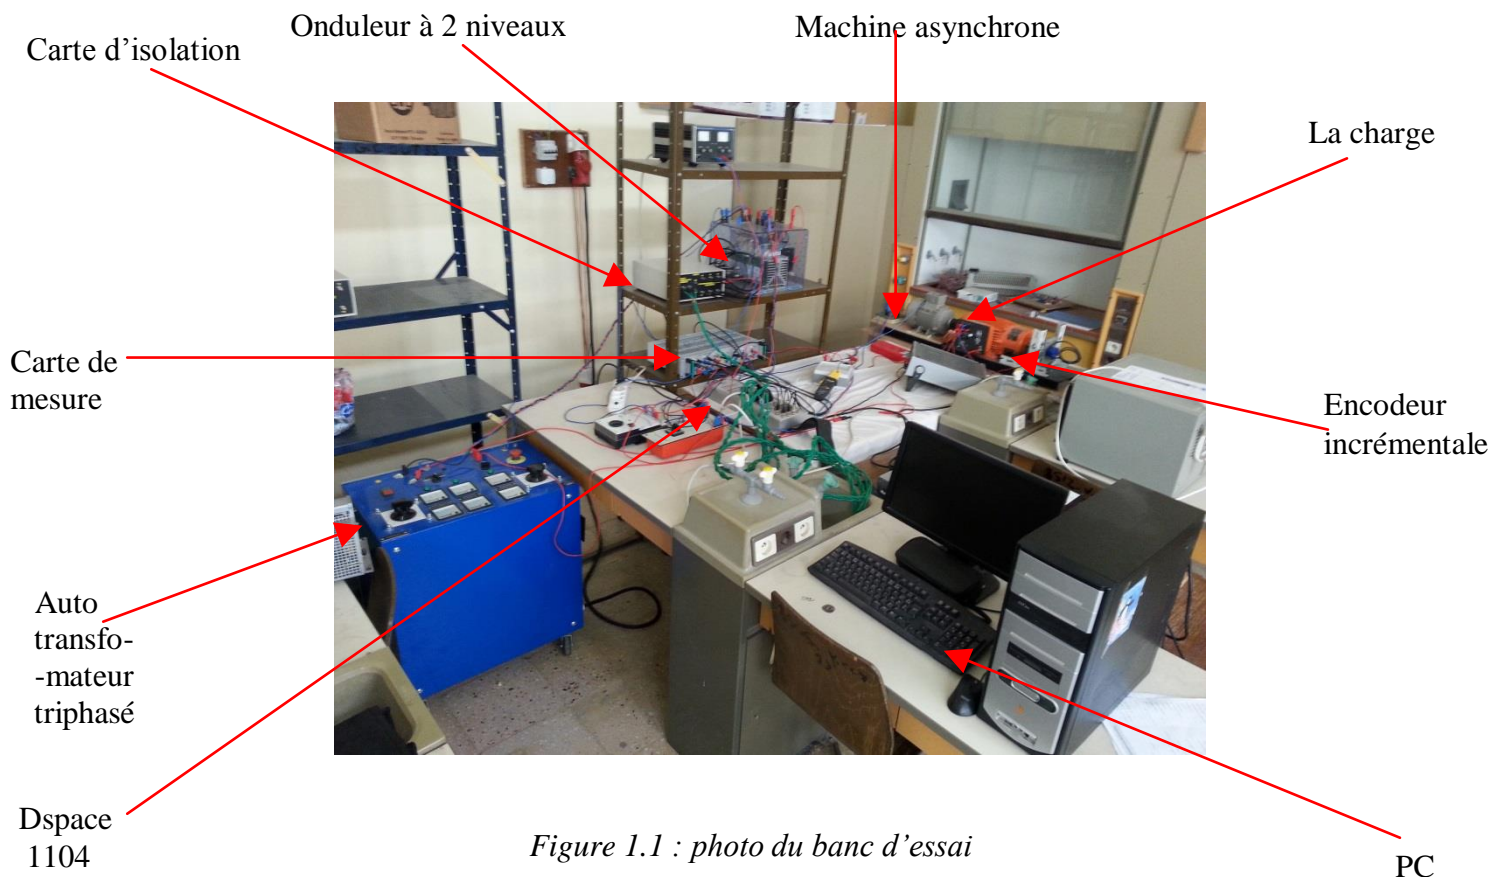 Onduleur à 2 niveaux
Machine asynchrone
Carte d’isolation
La charge
Carte de
mesure
Encodeur
incrémentale
Auto
transfo-
-mateur
triphasé
Dspace
1104
Figure 1.1 : photo du banc d’essai
PC